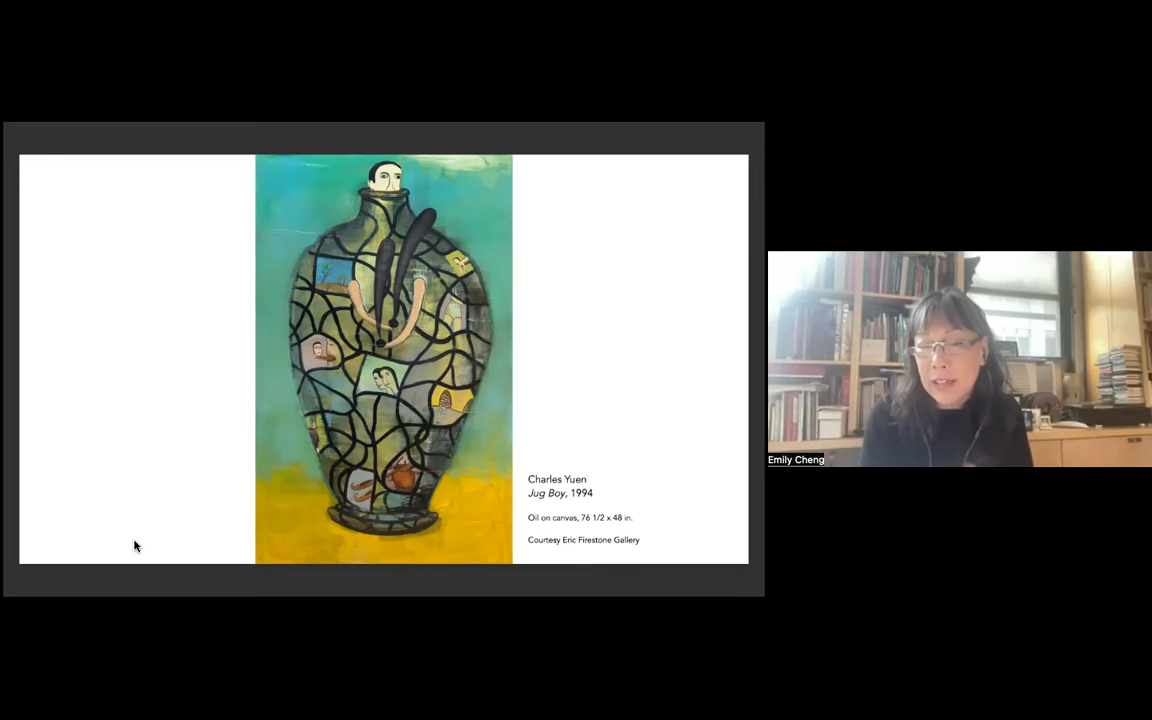 Charles Yuen
Jug Boy, 1994
Oil on canvas, 76 1/2 x 48 in.
Courtesy Eric Firestone Gallery
Emily Cheng